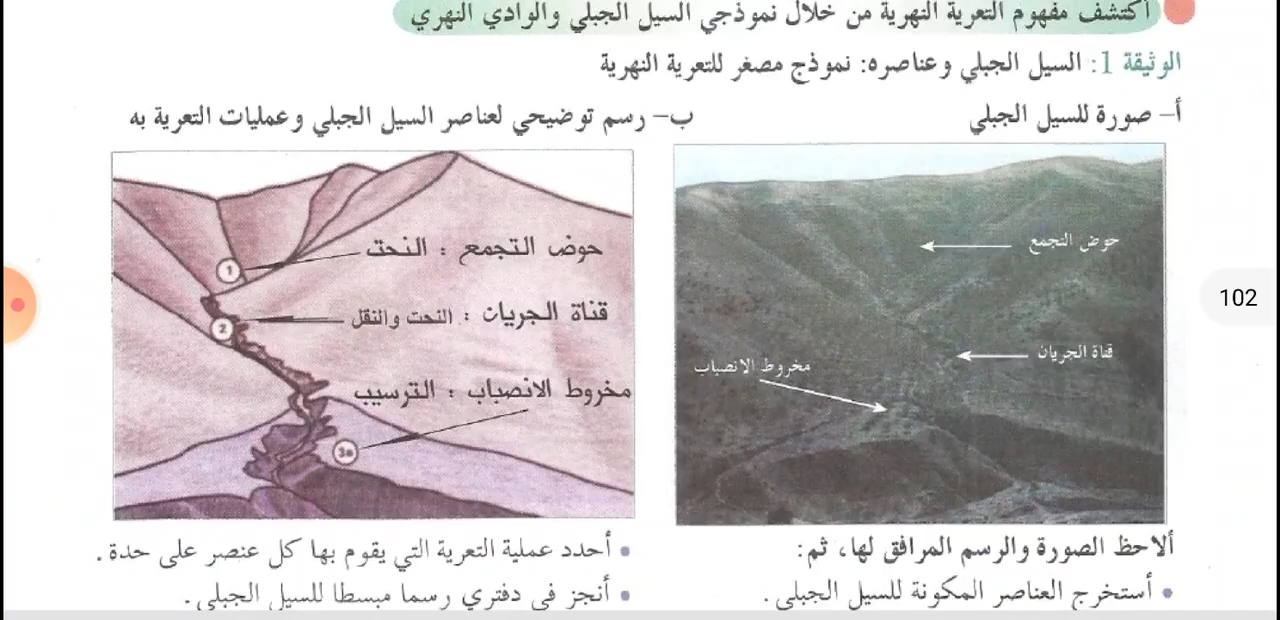 أكتشف مفهوم التعرية النهرية من خلال نموذجي السيل الجبلي والوادي النهري
الوثيقة 1: السيل الجبلي وعناصره: نموذج مصغر للتعرية النهرية
أ- صورة للسيل الجبلي
ب- رسم توضيحي لعناصر السيل الجبلي وعمليات التعرية به
حوض التجمع
قناة الجريان
مخروط الانصباب
حوض التجمع : النحت
1
قناة الجريان : النحت والنقل
2
مخروط الانصباب : الترسيب
3a
102
ألاحظ الصورة والرسم المرافق لها، ثم:
• أستخرج العناصر المكونة للسيل الجبلي.
• أحدد عملية التعرية التي يقوم بها كل عنصر على حدة.
• أنجز في دفتري رسما مبسطا للسيل الجبلي.